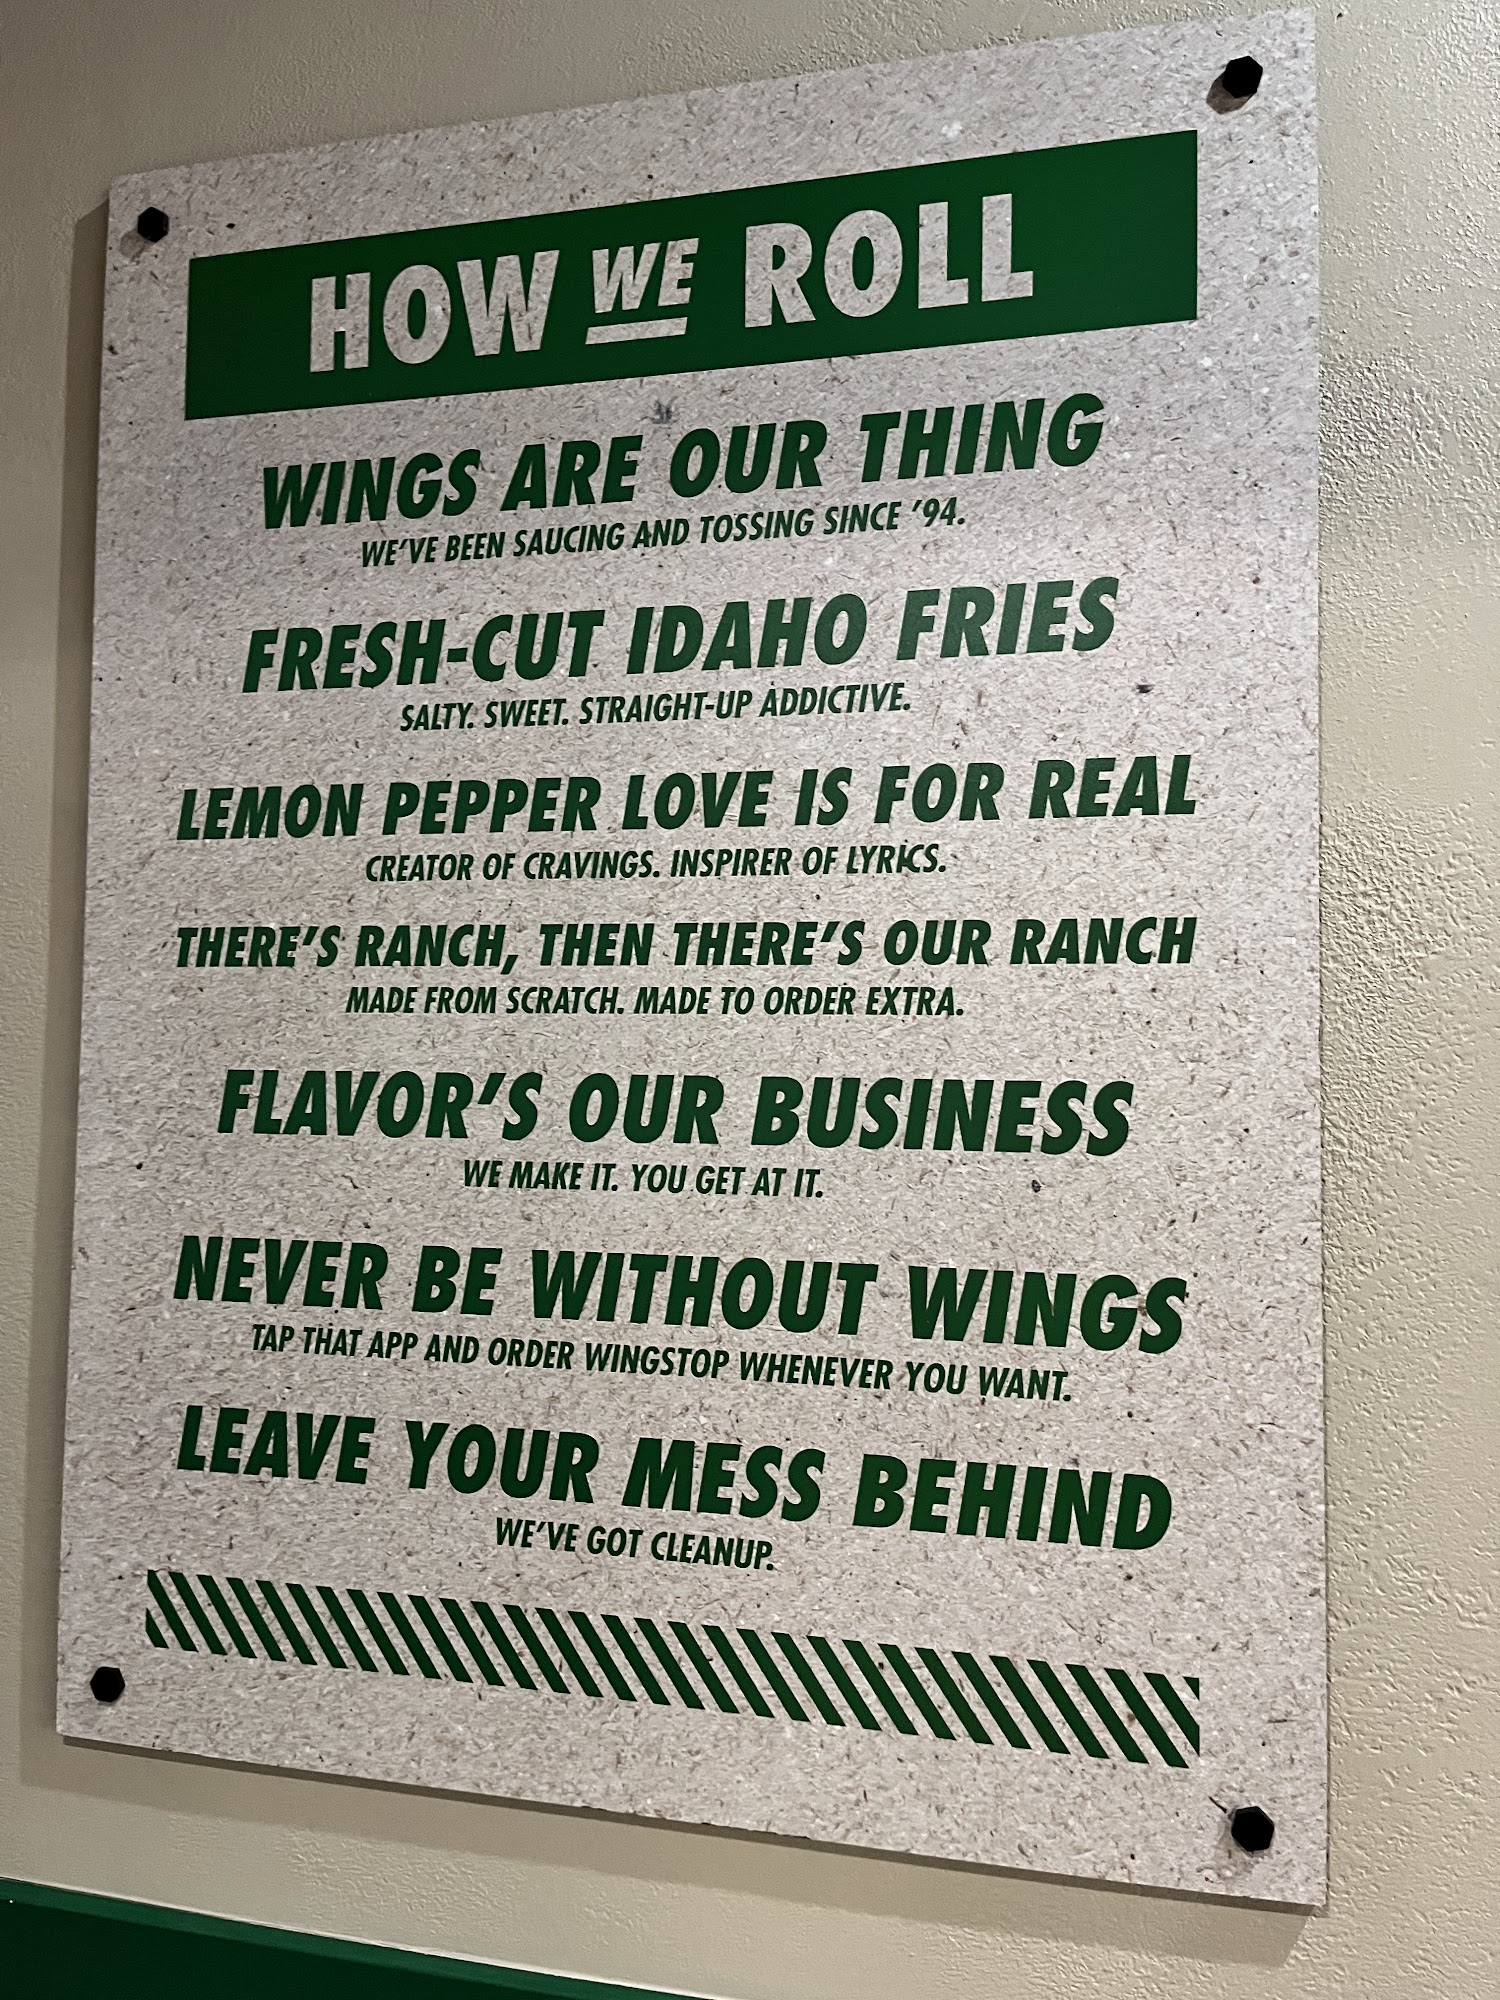 HOW WE ROLL
WINGS ARE OUR THING
WE'VE BEEN SAUCING AND TOSSING SINCE '94.
FRESH-CUT IDAHO FRIES
SALTY. SWEET. STRAIGHT-UP ADDICTIVE.
LEMON PEPPER LOVE IS FOR REAL
CREATOR OF CRAVINGS. INSPIRER OF LYRICS.
THERE'S RANCH, THEN THERE'S OUR RANCH
MADE FROM SCRATCH. MADE TO ORDER EXTRA.
FLAVOR'S OUR BUSINESS
WE MAKE IT. YOU GET AT IT.
NEVER BE WITHOUT WINGS
TAP THAT APP AND ORDER WINGSTOP WHENEVER YOU WANT.
LEAVE YOUR MESS BEHIND
WE'VE GOT CLEANUP.